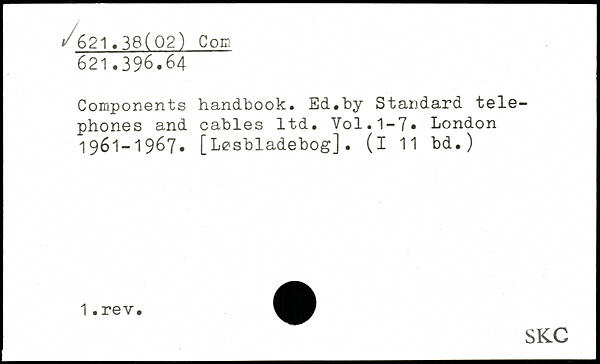 ✓621.38(02) Com
621.396.64
Components handbook. Ed.by Standard tele-
phones and cables ltd. Vol.1-7. London
1961-1967. [Løsbladebog]. (I 11 bd.)
1.rev.
SKC